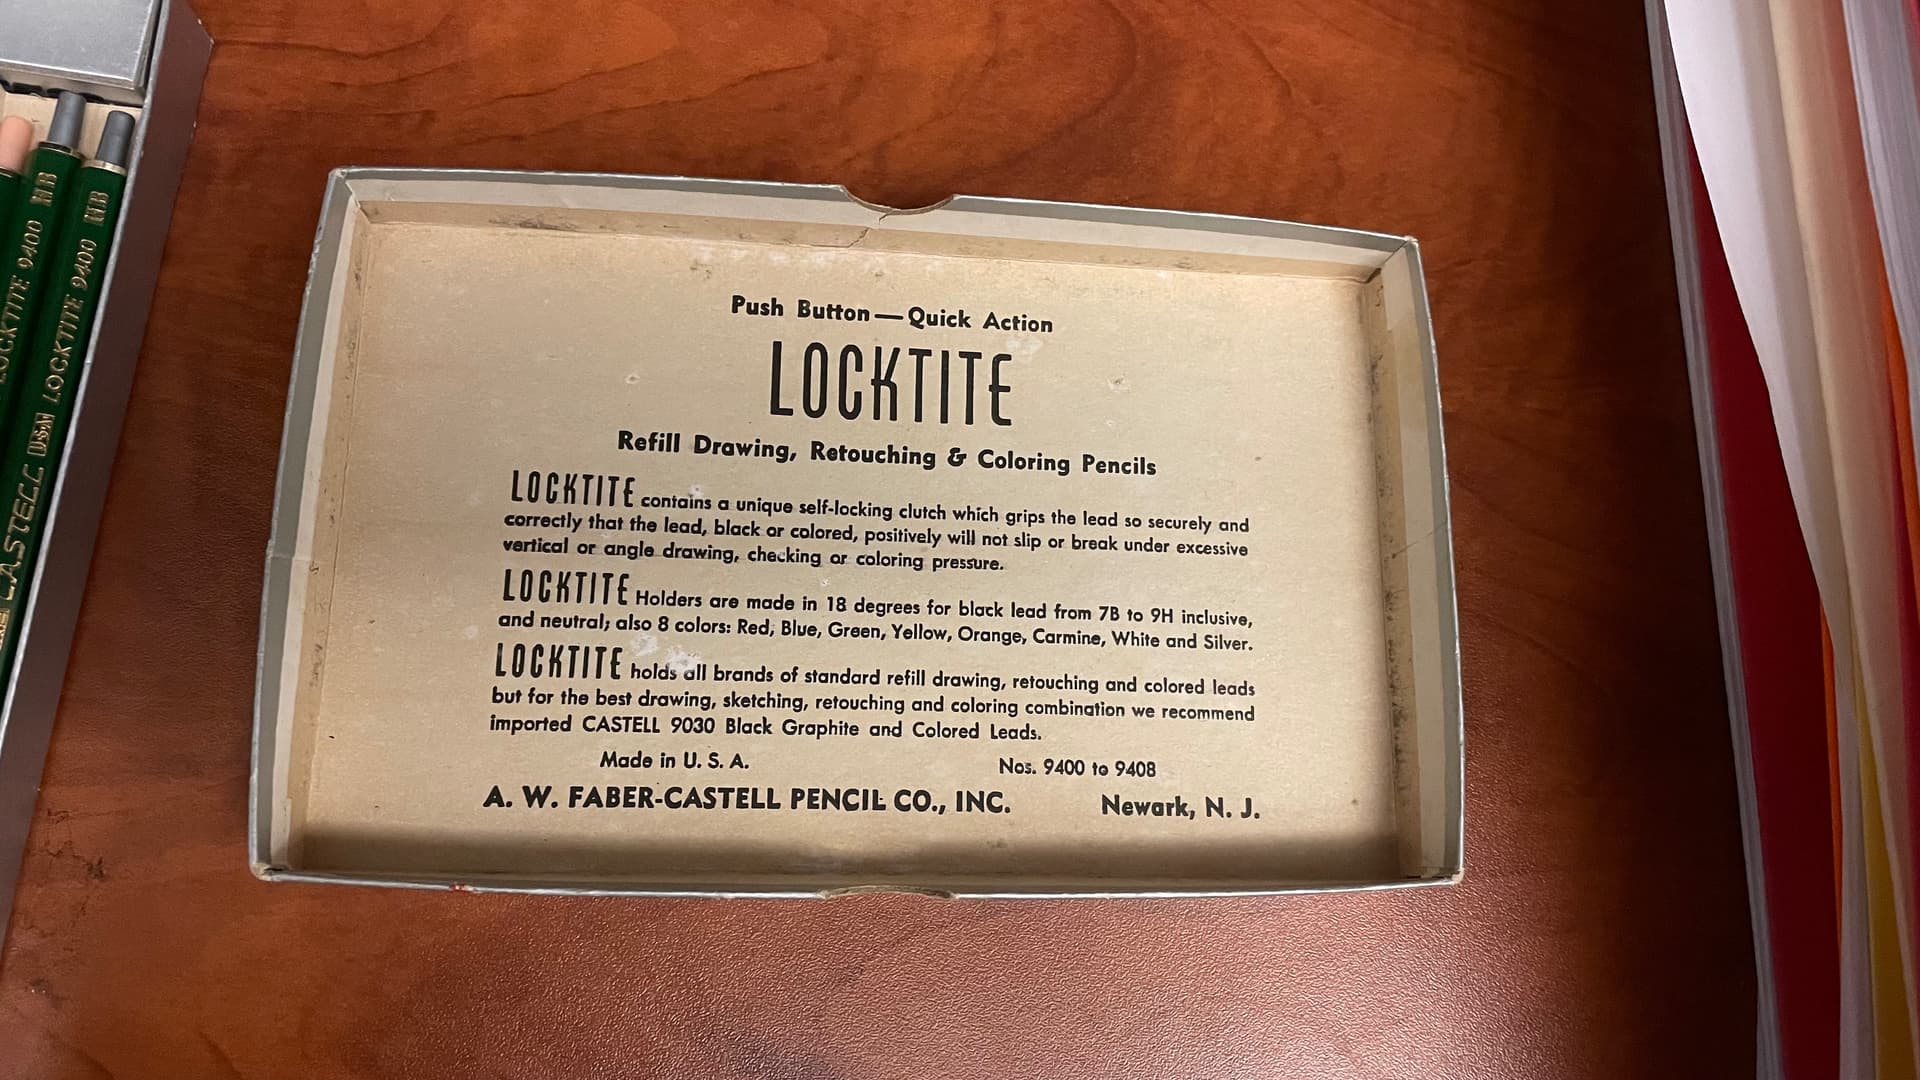 Push Button — Quick Action
LOCKTITE
Refill Drawing, Retouching & Coloring Pencils
LOCKTITE contains a unique self-locking clutch which grips the lead so securely and
correctly that the lead, black or colored, positively will not slip or break under excessive
vertical or angle drawing, checking or coloring pressure.
LOCKTITE Holders are made in 18 degrees for black lead from 7B to 9H inclusive,
and neutral; also 8 colors: Red, Blue, Green, Yellow, Orange, Carmine, White and Silver.
LOCKTITE holds all brands of standard refill drawing, retouching and colored leads
but for the best drawing, sketching, retouching and coloring combination we recommend
imported CASTELL 9030 Black Graphite and Colored Leads.
Made in U. S. A. Nos. 9400 to 9408
A. W. FABER-CASTELL PENCIL CO., INC. Newark, N. J.
LOCKTITE 9400 HB
CASTELL USA LOCKTITE 9400 HB